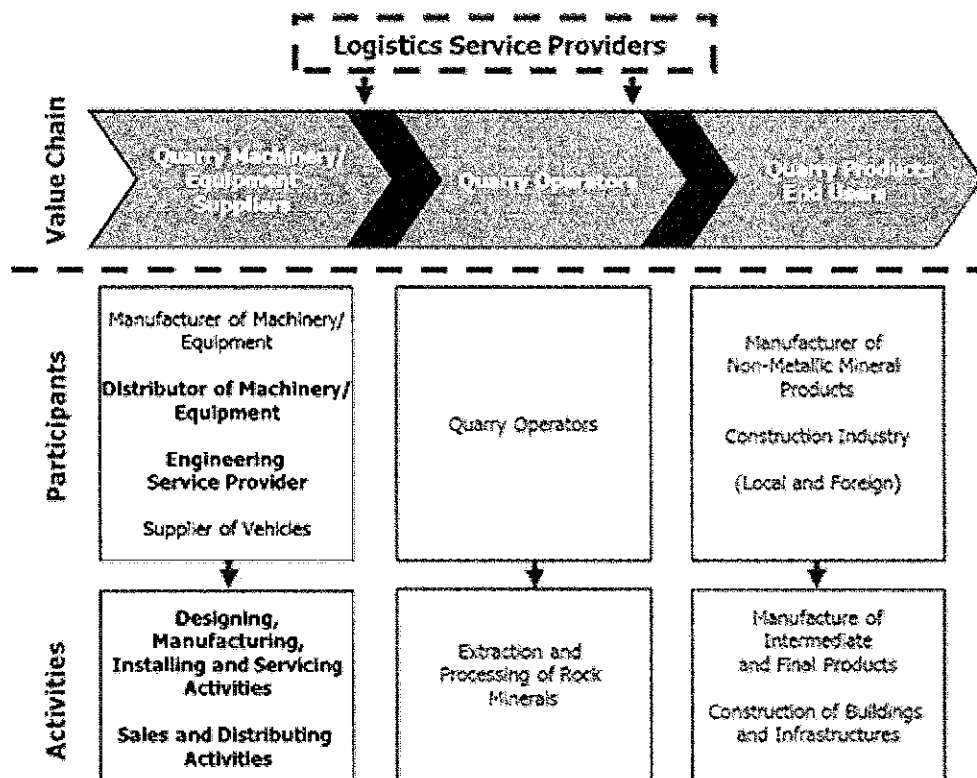 Logistics Service Providers
Value Chain
Quarry Machinery/
Equipment
Suppliers
Quarry Operators
Quarry Products
End Users
Participants
Manufacturer of Machinery/
Equipment
Distributor of Machinery/
Equipment
Engineering
Service Provider
Supplier of Vehicles
Quarry Operators
Manufacturer of
Non-Metallic Mineral
Products
Construction Industry
(Local and Foreign)
Activities
Designing,
Manufacturing,
Installing and Servicing
Activities
Sales and Distributing
Activities
Extraction and
Processing of Rock
Minerals
Manufacture of
Intermediate
and Final Products
Construction of Buildings
and Infrastructures